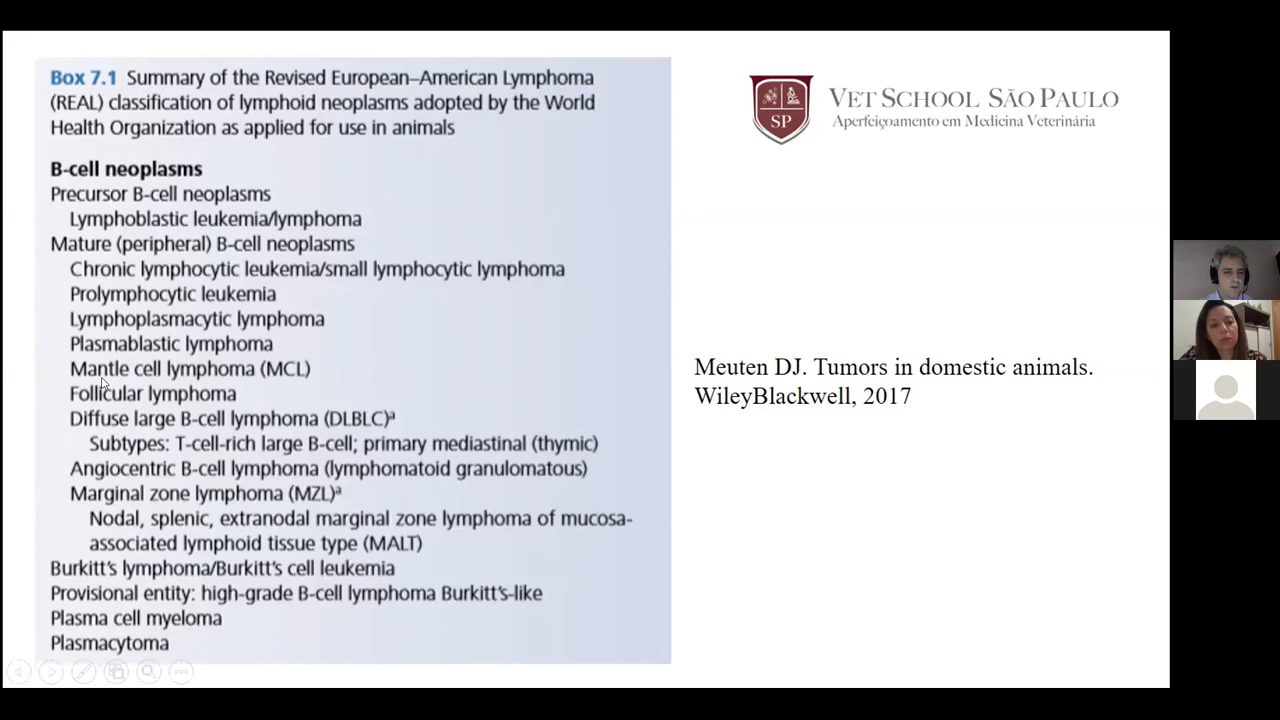 Box 7.1 Summary of the Revised European–American Lymphoma
(REAL) classification of lymphoid neoplasms adopted by the World
Health Organization as applied for use in animals
B-cell neoplasms
Precursor B-cell neoplasms
Lymphoblastic leukemia/lymphoma
Mature (peripheral) B-cell neoplasms
Chronic lymphocytic leukemia/small lymphocytic lymphoma
Prolymphocytic leukemia
Lymphoplasmacytic lymphoma
Plasmablastic lymphoma
Mantle cell lymphoma (MCL)
Follicular lymphoma
Diffuse large B-cell lymphoma (DLBLC)ª
Subtypes: T-cell-rich large B-cell; primary mediastinal (thymic)
Angiocentric B-cell lymphoma (lymphomatoid granulomatous)
Marginal zone lymphoma (MZL)ª
Nodal, splenic, extranodal marginal zone lymphoma of mucosa-
associated lymphoid tissue type (MALT)
Burkitt's lymphoma/Burkitt's cell leukemia
Provisional entity: high-grade B-cell lymphoma Burkitt's-like
Plasma cell myeloma
Plasmacytoma
SP
VET SCHOOL SÃO PAULO
Aperfeiçoamento em Medicina Veterinária
Meuten DJ. Tumors in domestic animals.
WileyBlackwell, 2017